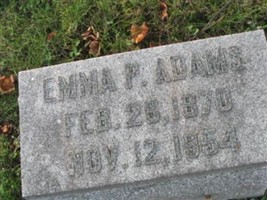 EMMA P. ADAMS
FEB. 26. 1870
NOV. 12, 1954